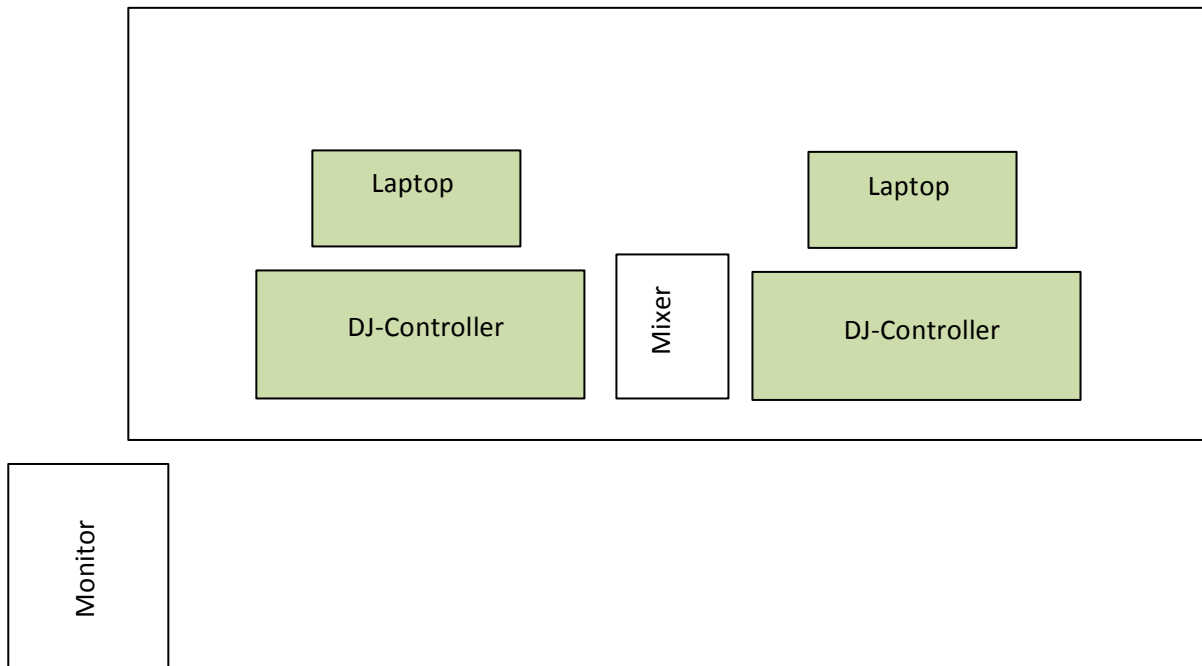 Laptop
Laptop
DJ-Controller
Mixer
DJ-Controller
Monitor